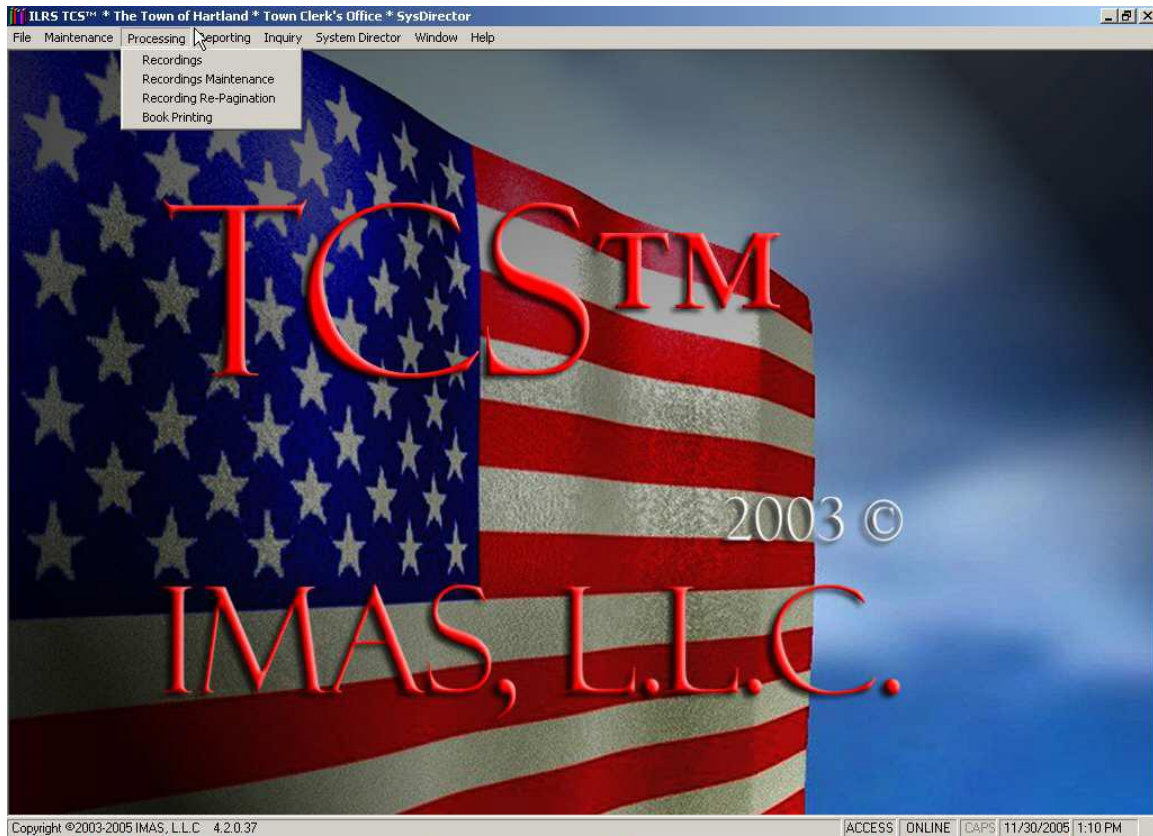 ILRS TCS™ * The Town of Hartland * Town Clerk's Office * SysDirector
File Maintenance Processing Reporting Inquiry System Director Window Help
Recordings
Recordings Maintenance
Recording Re-Pagination
Book Printing
TCS™
2003 ©
IMAS, L.L.C.
Copyright ©2003-2005 IMAS, L.L.C 4.2.0.37 ACCESS ONLINE CAPS 11/30/2005 1:10 PM